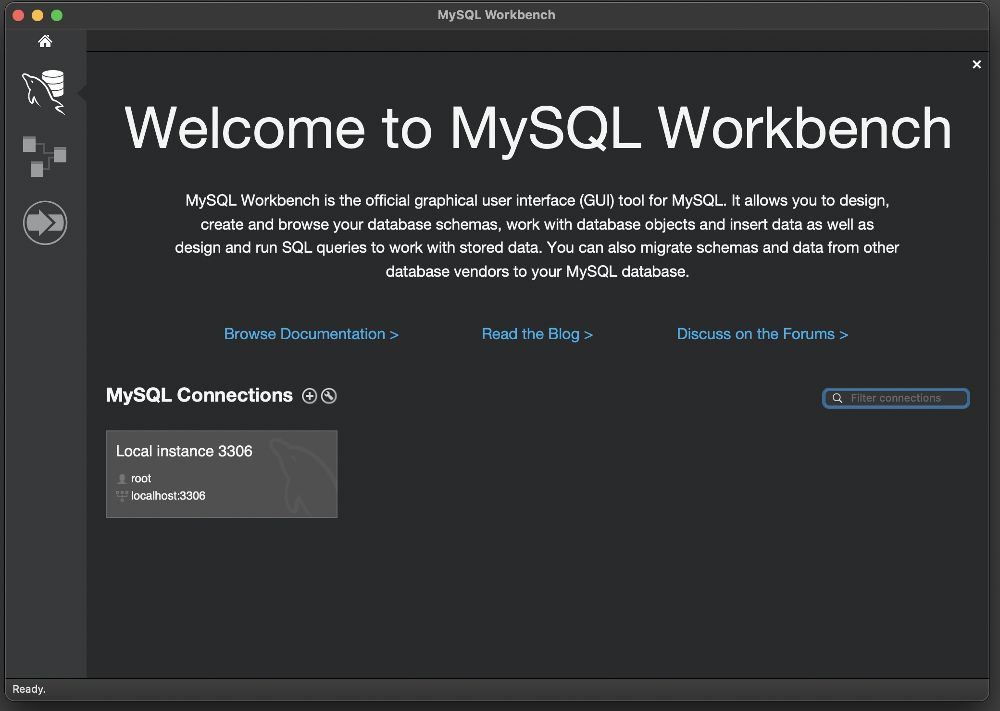 MySQL Workbench
Welcome to MySQL Workbench
MySQL Workbench is the official graphical user interface (GUI) tool for MySQL. It allows you to design,
create and browse your database schemas, work with database objects and insert data as well as
design and run SQL queries to work with stored data. You can also migrate schemas and data from other
database vendors to your MySQL database.
Browse Documentation >
Read the Blog >
Discuss on the Forums >
MySQL Connections
Filter connections
Local instance 3306
root
localhost:3306
Ready.